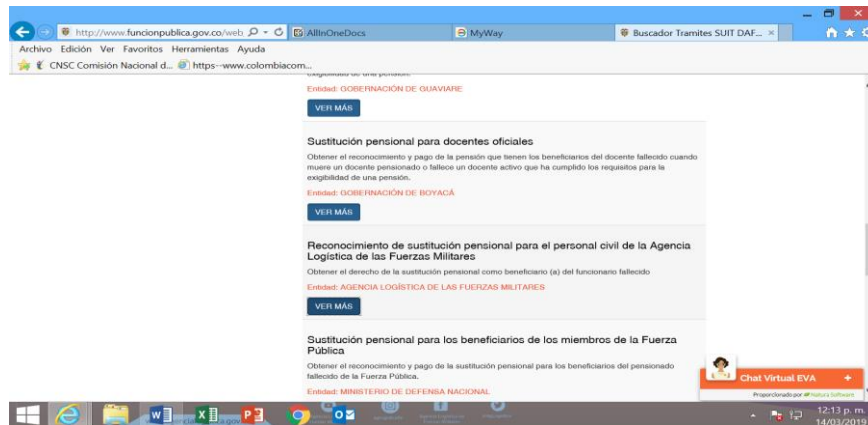 http://www.funcionpublica.gov.co/web
AllInOneDocs
MyWay
Buscador Tramites SUIT DAF...
Archivo Edición Ver Favoritos Herramientas Ayuda
CNSC Comisión Nacional d...
https--www.colombiacom...
exigibilidad de una pensión.
Entidad: GOBERNACIÓN DE GUAVIARE
VER MÁS
Sustitución pensional para docentes oficiales
Obtener el reconocimiento y pago de la pensión que tienen los beneficiarios del docente fallecido cuando
muere un docente pensionado o fallece un docente activo que ha cumplido los requisitos para la
exigibilidad de una pensión.
Entidad: GOBERNACIÓN DE BOYACÁ
VER MÁS
Reconocimiento de sustitución pensional para el personal civil de la Agencia
Logística de las Fuerzas Militares
Obtener el derecho de la sustitución pensional como beneficiario (a) del funcionario fallecido
Entidad: AGENCIA LOGÍSTICA DE LAS FUERZAS MILITARES
VER MÁS
Sustitución pensional para los beneficiarios de los miembros de la Fuerza
Pública
Obtener el reconocimiento y pago de la sustitución pensional para los beneficiarios del pensionado
fallecido de la Fuerza Pública.
Entidad: MINISTERIO DE DEFENSA NACIONAL
Chat Virtual EVA +
Proporcionado por Natura Software
12:13 p. m.
14/03/2019